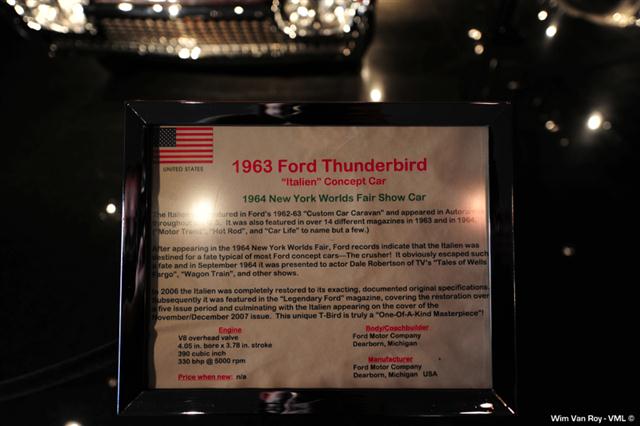 UNITED STATES
1963 Ford Thunderbird
"Italien" Concept Car
1964 New York Worlds Fair Show Car
The Italien featured in Ford's 1962-63 "Custom Car Caravan" and appeared in
throughout It was also featured in over 14 different magazines in 1963 and in 1964.
"Motor Trend", "Hot Rod", and "Car Life" to name but a few.)
After appearing in the 1964 New York Worlds Fair, Ford records indicate that the Italien was
destined for a fate typical of most Ford concept cars—The crusher! It obviously escaped such
a fate and in September 1964 it was presented to actor Dale Robertson of TV's "Tales of Wells
Fargo", "Wagon Train", and other shows.
In 2006 the Italien was completely restored to its exacting, documented original specifications.
Subsequently it was featured in the "Legendary Ford" magazine, covering the restoration over
a five issue period and culminating with the Italien appearing on the cover of the
November/December 2007 issue. This unique T-Bird is truly a "One-Of-A-Kind Masterpiece"!
Engine
V8 overhead valve
4.05 in. bore x 3.78 in. stroke
390 cubic inch
330 bhp @ 5000 rpm
Price when new: n/a
Body/Coachbuilder
Ford Motor Company
Dearborn, Michigan
Manufacturer
Ford Motor Company
Dearborn, Michigan USA
Wim Van Roy - VML ©